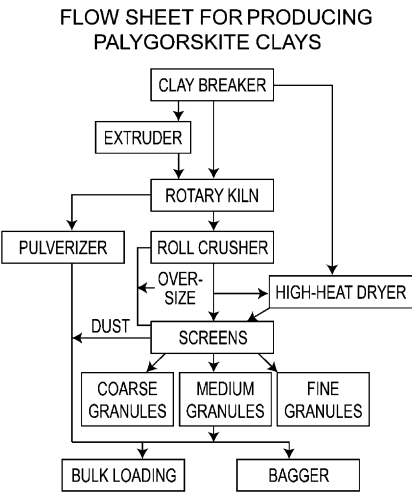 FLOW SHEET FOR PRODUCING
PALYGORSKITE CLAYS
CLAY BREAKER
EXTRUDER
ROTARY KILN
PULVERIZER
ROLL CRUSHER
OVER-
SIZE
HIGH-HEAT DRYER
DUST
SCREENS
COARSE
GRANULES
MEDIUM
GRANULES
FINE
GRANULES
BULK LOADING
BAGGER